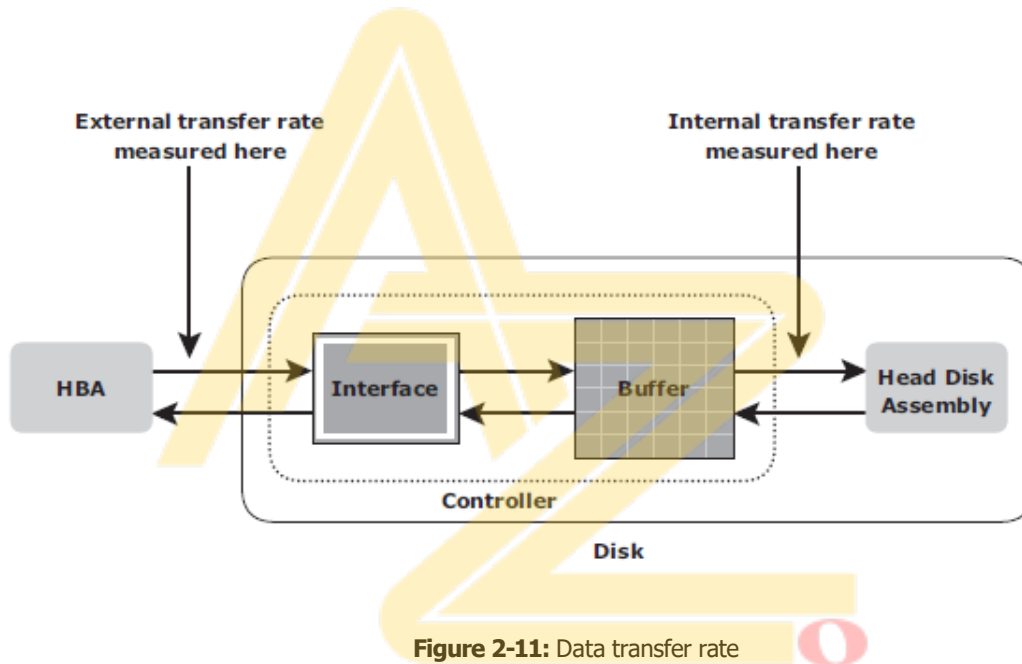 External transfer rate
measured here
Internal transfer rate
measured here
HBA
Interface
Buffer
Head Disk
Assembly
Controller
Disk
Figure 2-11: Data transfer rate